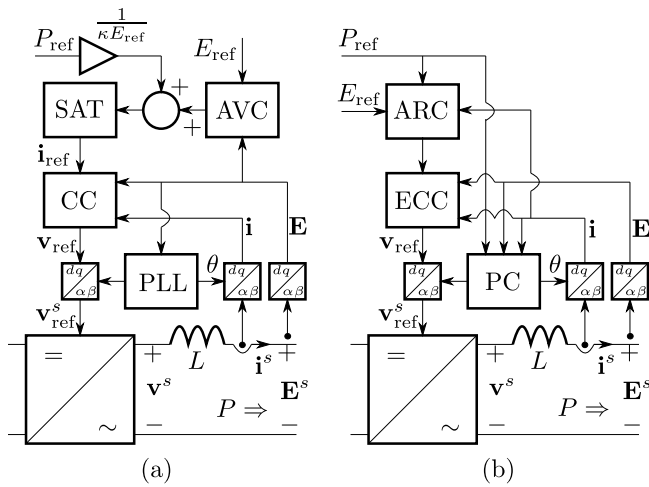 P_ref
1
κE_ref
E_ref
+
+
SAT
AVC
i_ref
CC
i
E
v_ref
dq
αβ
PLL
θ
dq
αβ
dq
αβ
v^s_ref
=
~
+
v^s
−
L
i^s
+
E^s
−
P ⇒
(a)
P_ref
E_ref
ARC
ECC
i
E
v_ref
dq
αβ
PC
θ
dq
αβ
dq
αβ
v^s_ref
=
~
+
v^s
−
L
i^s
+
E^s
−
P ⇒
(b)